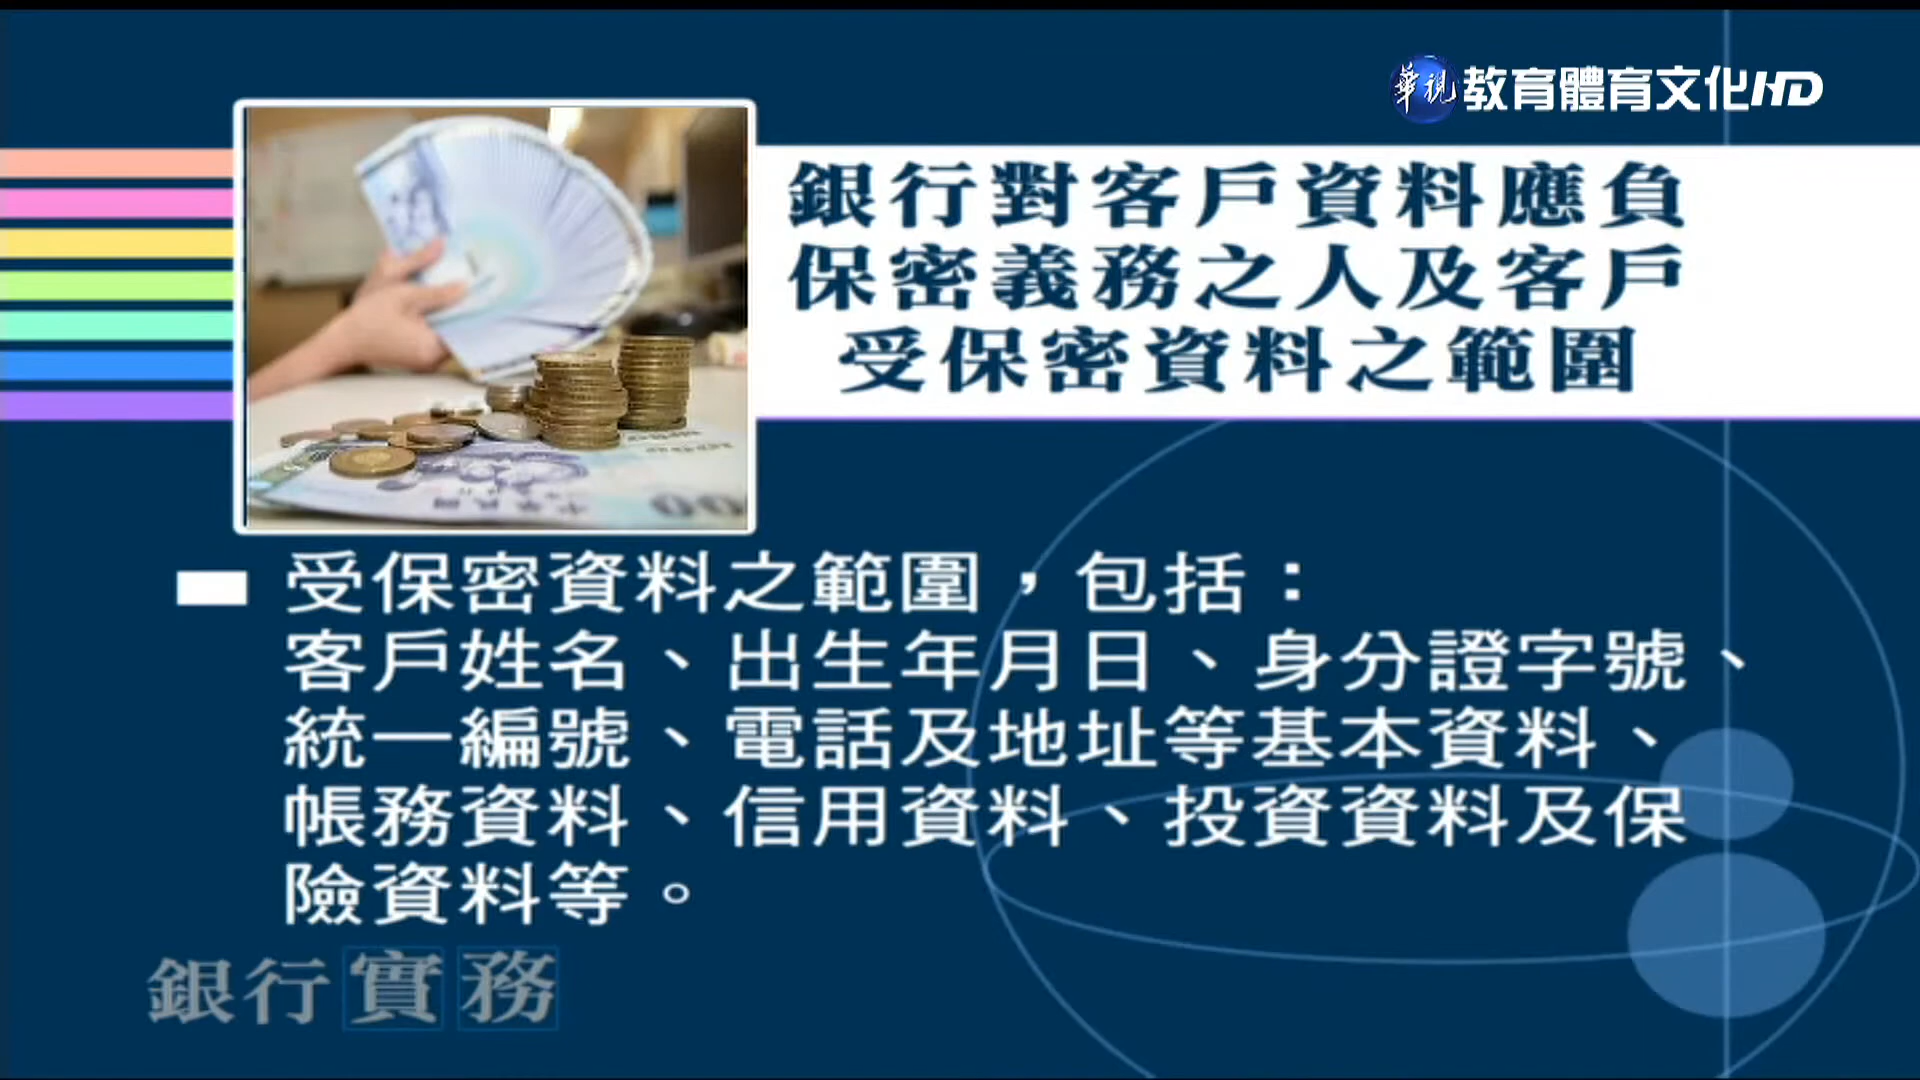 華視 教育體育文化HD
銀行對客戶資料應負
保密義務之人及客戶
受保密資料之範圍
受保密資料之範圍，包括：
客戶姓名、出生年月日、身分證字號、
統一編號、電話及地址等基本資料、
帳務資料、信用資料、投資資料及保
險資料等。
銀行實務